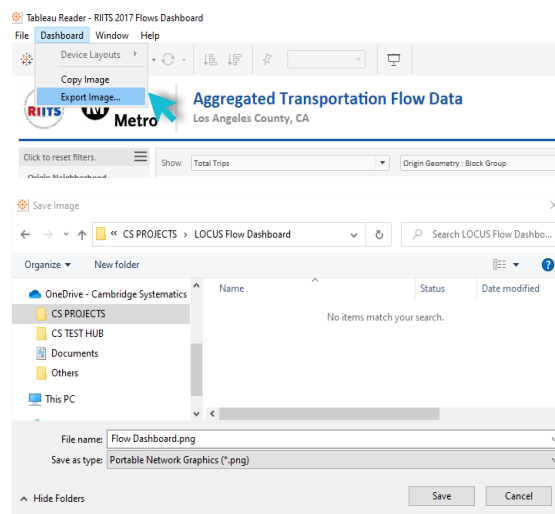 Tableau Reader - RIITS 2017 Flows Dashboard
File Dashboard Window Help
Device Layouts
Copy Image
Export Image...
RIITS
M
Metro
Aggregated Transportation Flow Data
Los Angeles County, CA
Click to reset filters.
Show Total Trips Origin Geometry : Block Group
Origin Neighborhood
Save Image
« CS PROJECTS > LOCUS Flow Dashboard Search LOCUS Flow Dashbo...
Organize New folder
Name Status Date modified
OneDrive - Cambridge Systematics
No items match your search.
CS PROJECTS
CS TEST HUB
Documents
Others
This PC
File name: Flow Dashboard.png
Save as type: Portable Network Graphics (*.png)
Hide Folders Save Cancel